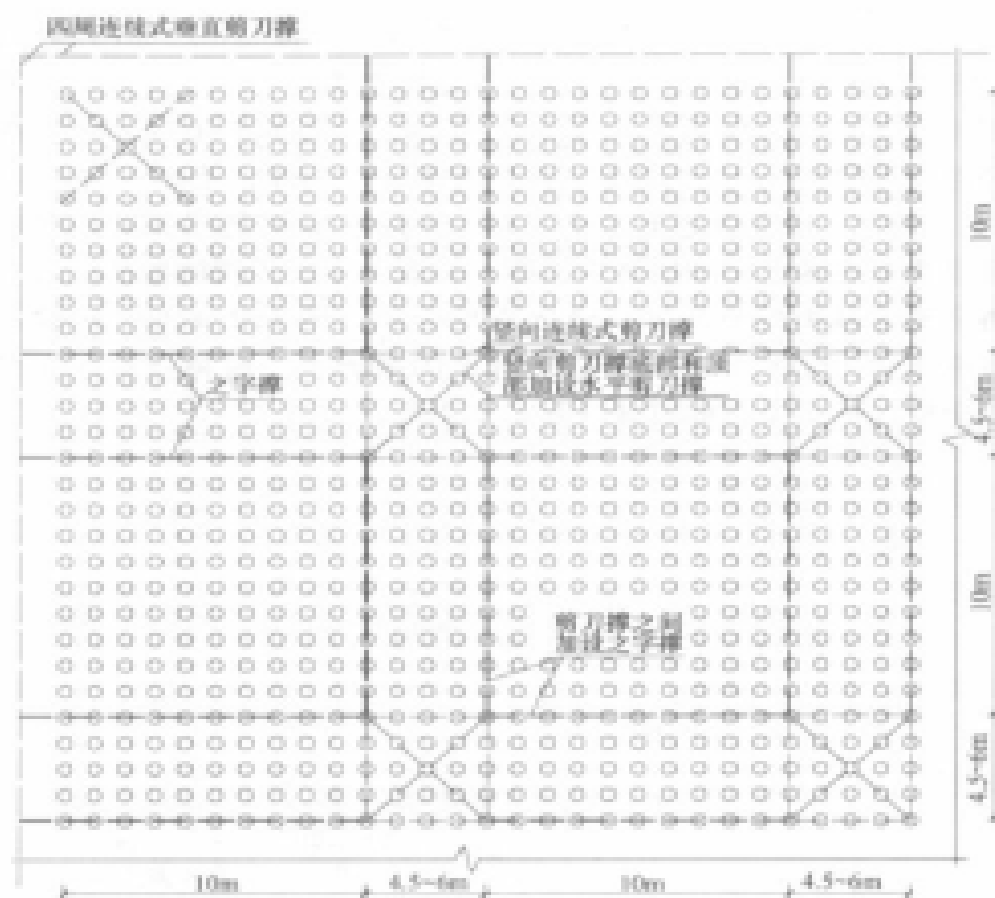 四周连续式垂直剪刀撑
10m
竖向连续式剪刀撑
竖向剪刀撑底部和顶
部加设水平剪刀撑
之字撑
4.5~6m
10m
剪刀撑之间
加设之字撑
4.5~6m
10m
4.5~6m
10m
4.5~6m